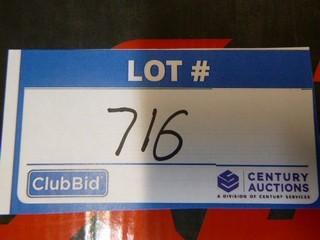 LOT #
716
ClubBid
CENTURY
AUCTIONS
A DIVISION OF CENTURY SERVICES